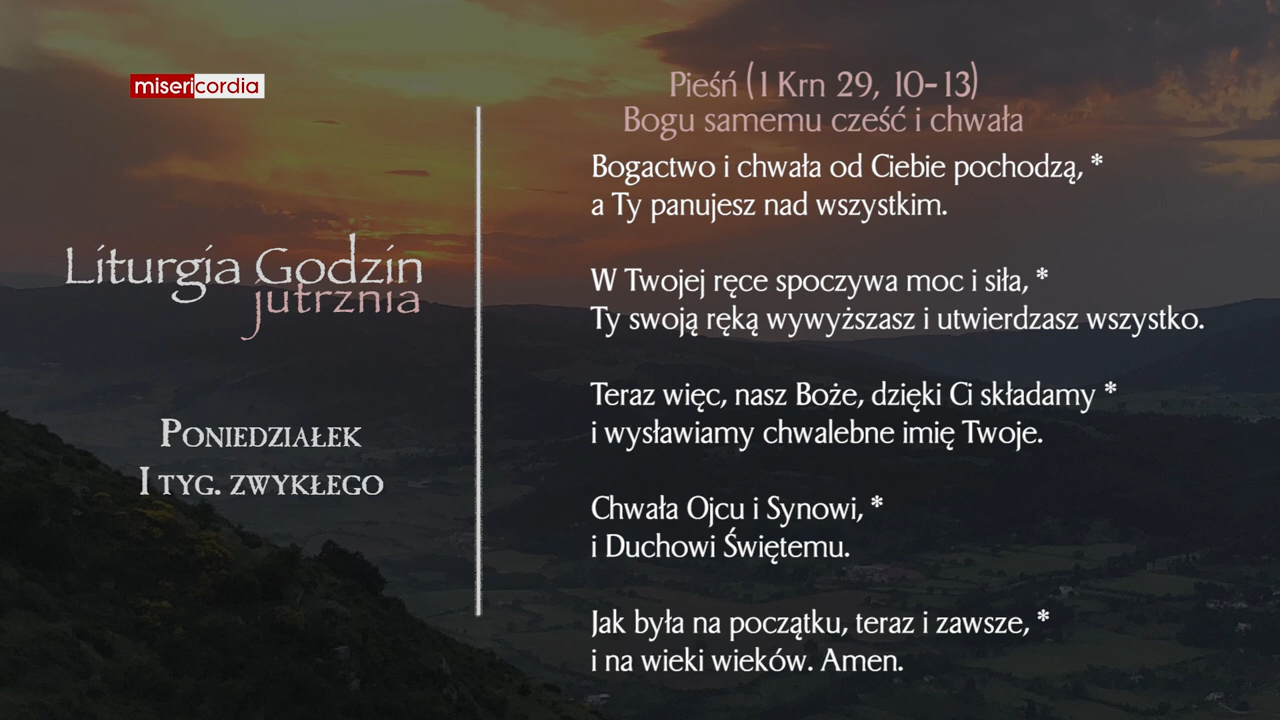 misericordia
Liturgia Godzin
jutrznia
Poniedziałek
I tyg. zwykłego
Pieśń (1 Krn 29, 10-13)
Bogu samemu cześć i chwała
Bogactwo i chwała od Ciebie pochodzą, *
a Ty panujesz nad wszystkim.
W Twojej ręce spoczywa moc i siła, *
Ty swoją ręką wywyższasz i utwierdzasz wszystko.
Teraz więc, nasz Boże, dzięki Ci składamy *
i wysławiamy chwalebne imię Twoje.
Chwała Ojcu i Synowi, *
i Duchowi Świętemu.
Jak była na początku, teraz i zawsze, *
i na wieki wieków. Amen.